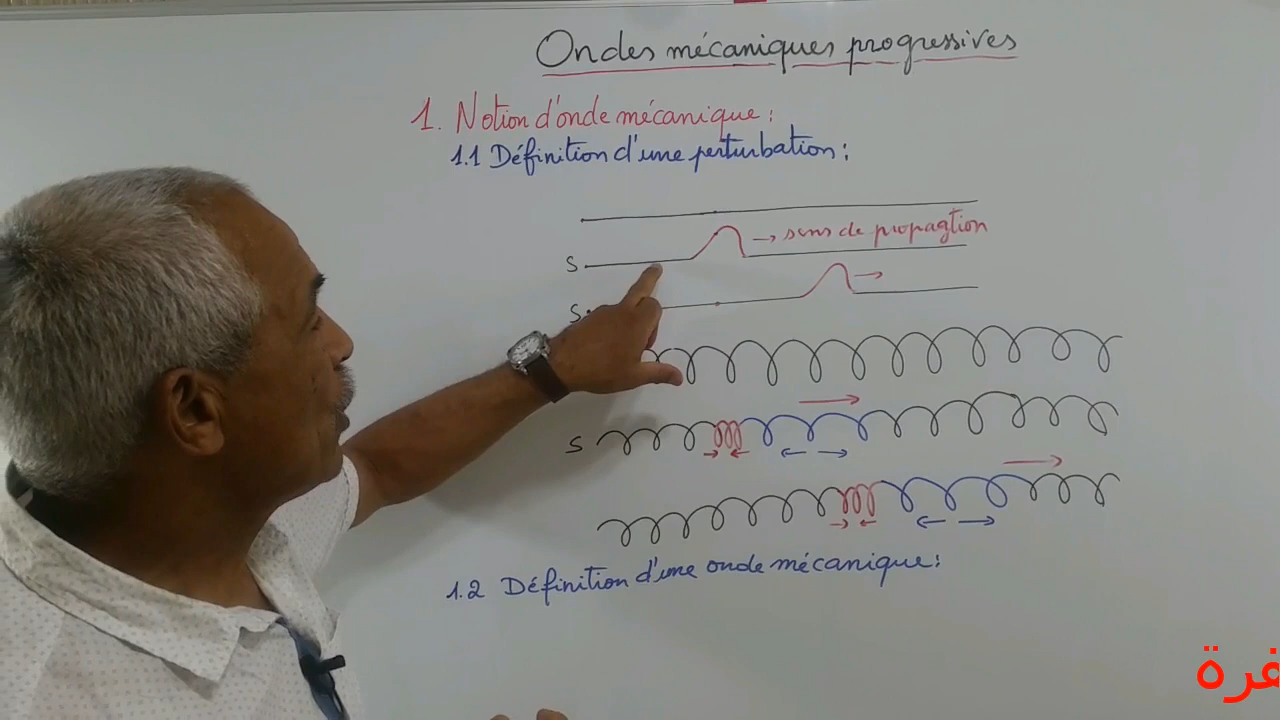 Ondes mécaniques progressives
1. Notion d'onde mécanique :
1.1 Définition d'une perturbation :
S
→ sens de propagtion
S
S
1.2 Définition d'une onde mécanique :